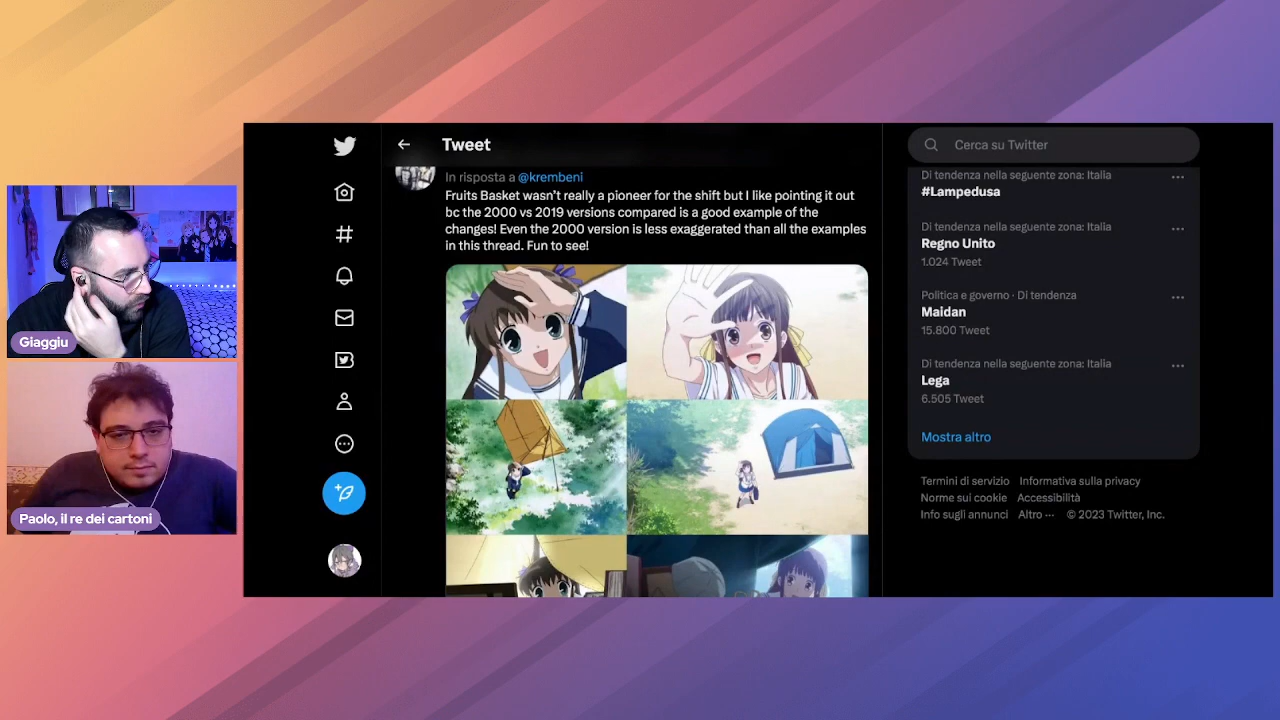 Giaggiu
Paolo, il re dei cartoni
Tweet
In risposta a @krembeni
Fruits Basket wasn't really a pioneer for the shift but I like pointing it out
bc the 2000 vs 2019 versions compared is a good example of the
changes! Even the 2000 version is less exaggerated than all the examples
in this thread. Fun to see!
Cerca su Twitter
Di tendenza nella seguente zona: Italia
#Lampedusa
Di tendenza nella seguente zona: Italia
Regno Unito
1.024 Tweet
Politica e governo · Di tendenza
Maidan
15.800 Tweet
Di tendenza nella seguente zona: Italia
Lega
6.505 Tweet
Mostra altro
Termini di servizio Informativa sulla privacy
Norme sui cookie Accessibilità
Info sugli annunci Altro ··· © 2023 Twitter, Inc.